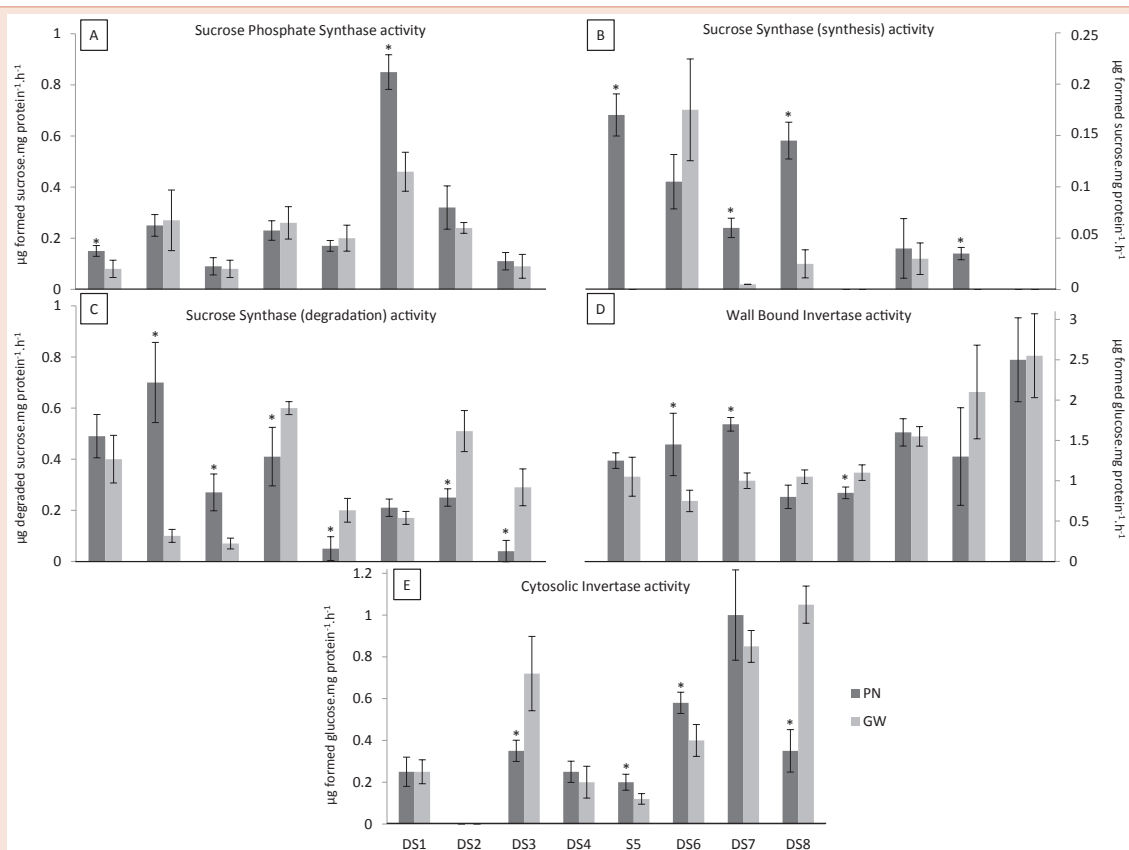 A
Sucrose Phosphate Synthase activity
µg formed sucrose.mg protein⁻¹.h⁻¹
1
0.8
0.6
0.4
0.2
0
*
*
B
Sucrose Synthase (synthesis) activity
0.25
0.2
0.15
0.1
0.05
0
µg formed sucrose.mg protein⁻¹.h⁻¹
*
*
*
*
C
Sucrose Synthase (degradation) activity
µg degraded sucrose.mg protein⁻¹.h⁻¹
1
0.8
0.6
0.4
0.2
0
*
*
*
*
*
*
D
Wall Bound Invertase activity
3
2.5
2
1.5
1
0.5
0
µg formed glucose.mg protein⁻¹.h⁻¹
*
*
*
E
Cytosolic Invertase activity
µg formed glucose.mg protein⁻¹.h⁻¹
1.2
1
0.8
0.6
0.4
0.2
0
*
*
*
*
PN
GW
DS1 DS2 DS3 DS4 S5 DS6 DS7 DS8